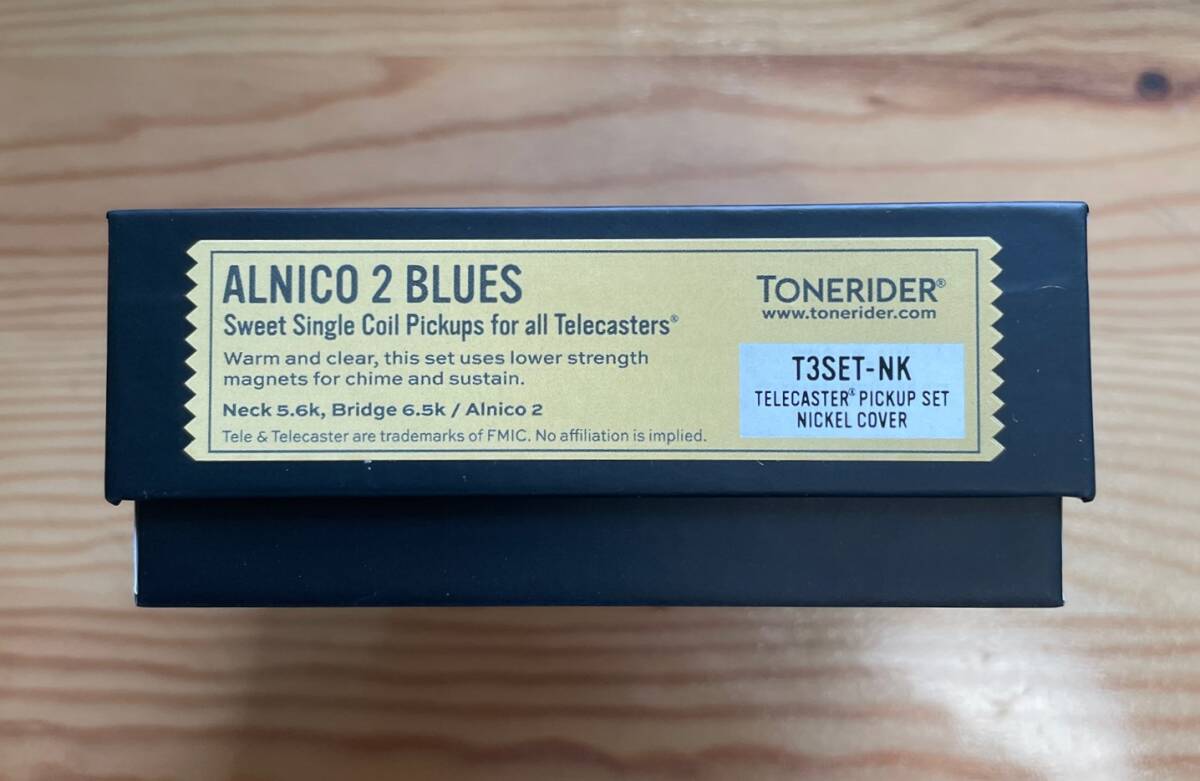 ALNICO 2 BLUES
Sweet Single Coil Pickups for all Telecasters®
Warm and clear, this set uses lower strength
magnets for chime and sustain.
Neck 5.6k, Bridge 6.5k / Alnico 2
Tele & Telecaster are trademarks of FMIC. No affiliation is implied.
TONERIDER®
www.tonerider.com
T3SET-NK
TELECASTER® PICKUP SET
NICKEL COVER